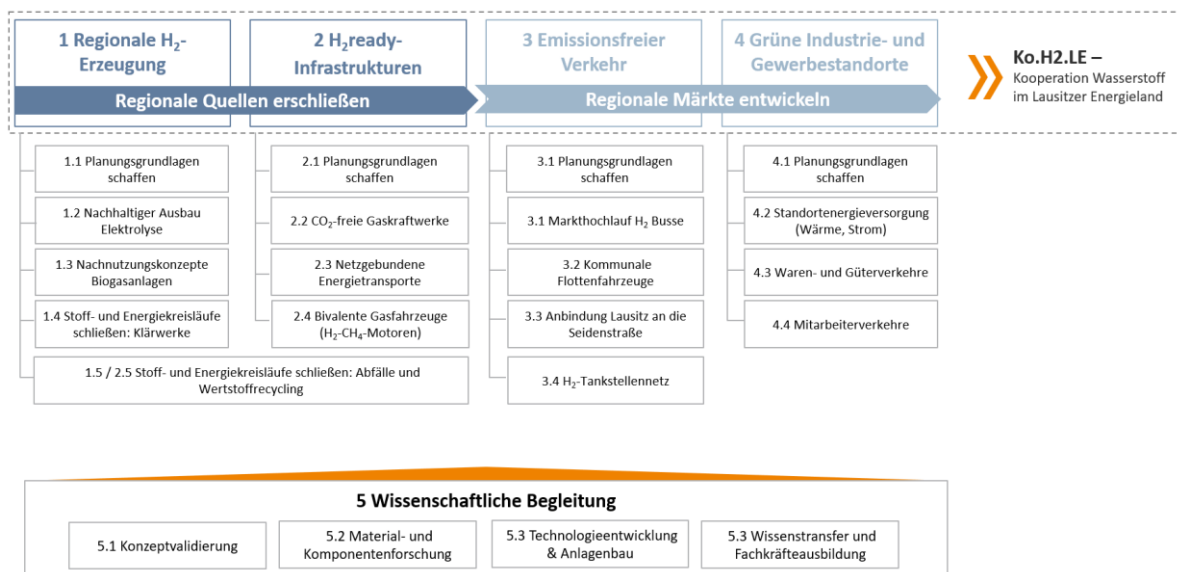 1 Regionale H₂-
Erzeugung
2 H₂ready-
Infrastrukturen
3 Emissionsfreier
Verkehr
4 Grüne Industrie- und
Gewerbestandorte
Regionale Quellen erschließen
Regionale Märkte entwickeln
Ko.H2.LE –
Kooperation Wasserstoff
im Lausitzer Energieland
1.1 Planungsgrundlagen
schaffen
1.2 Nachhaltiger Ausbau
Elektrolyse
1.3 Nachnutzungskonzepte
Biogasanlagen
1.4 Stoff- und Energiekreisläufe
schließen: Klärwerke
1.5 / 2.5 Stoff- und Energiekreisläufe schließen: Abfälle und
Wertstoffrecycling
2.1 Planungsgrundlagen
schaffen
2.2 CO₂-freie Gaskraftwerke
2.3 Netzgebundene
Energietransporte
2.4 Bivalente Gasfahrzeuge
(H₂-CH₄-Motoren)
3.1 Planungsgrundlagen
schaffen
3.1 Markthochlauf H₂ Busse
3.2 Kommunale
Flottenfahrzeuge
3.3 Anbindung Lausitz an die
Seidenstraße
3.4 H₂-Tankstellennetz
4.1 Planungsgrundlagen
schaffen
4.2 Standortenergieversorgung
(Wärme, Strom)
4.3 Waren- und Güterverkehre
4.4 Mitarbeiterverkehre
5 Wissenschaftliche Begleitung
5.1 Konzeptvalidierung
5.2 Material- und
Komponentenforschung
5.3 Technologieentwicklung
& Anlagenbau
5.3 Wissenstransfer und
Fachkräfteausbildung